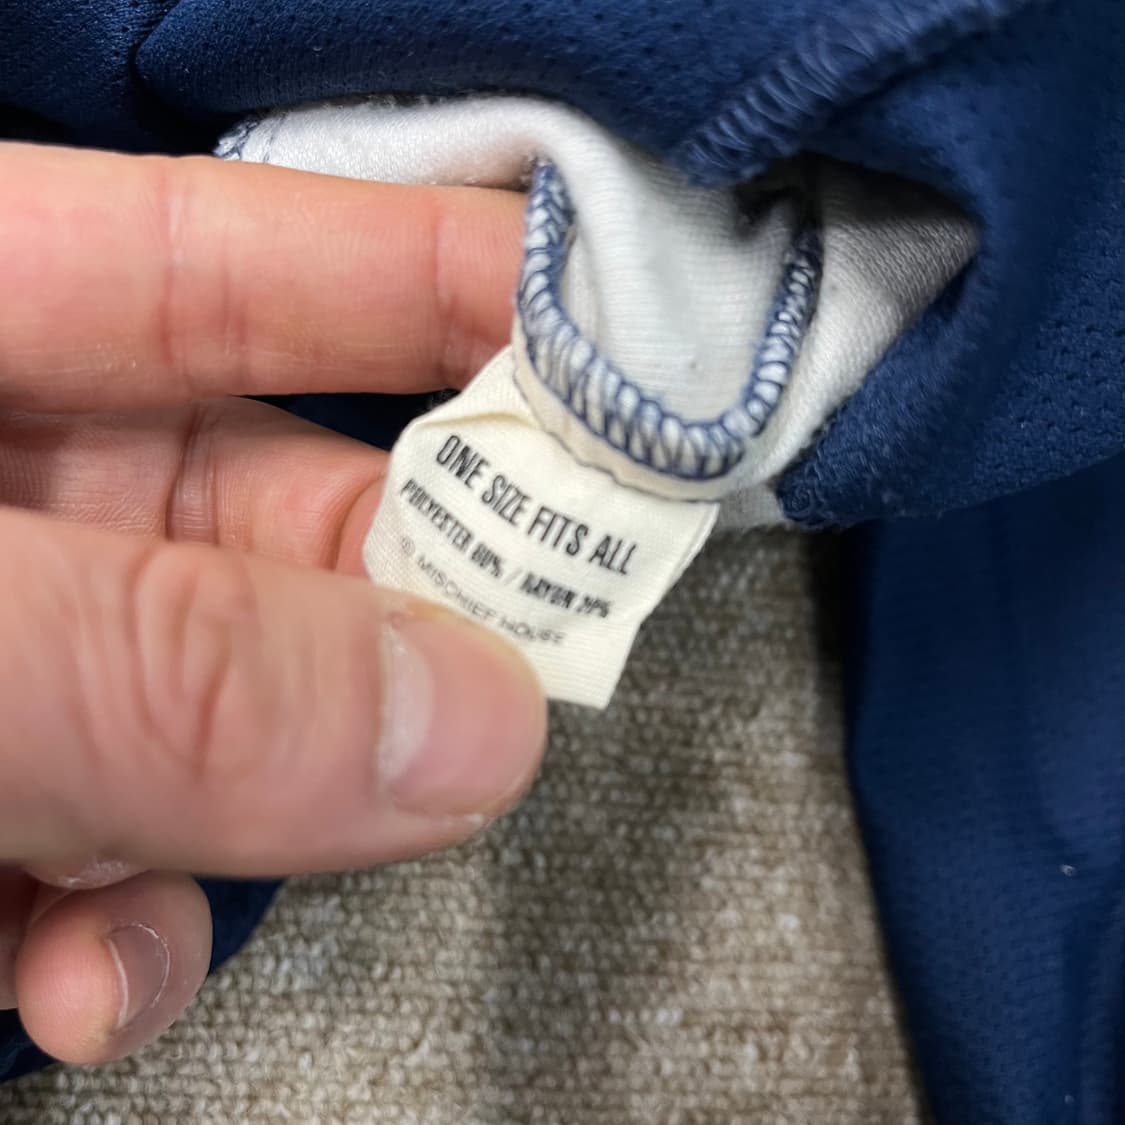 ONE SIZE FITS ALL
POLYESTER 80% / RAYON 20%
© MISCHIEF HOUSE